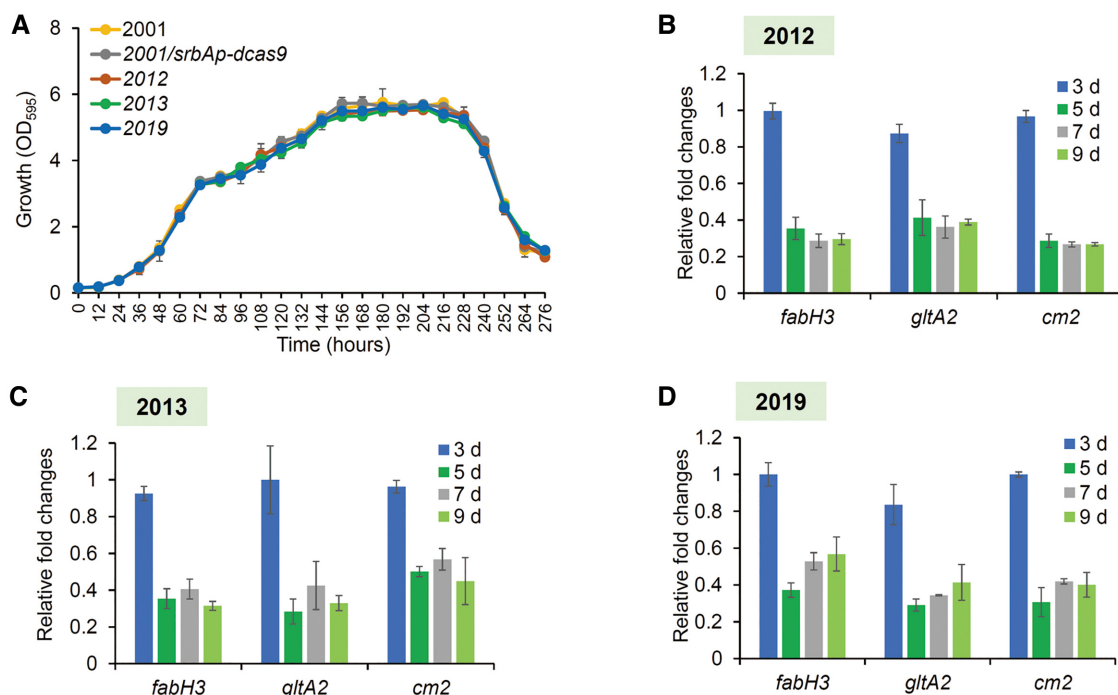 A
8
6
4
2
0
Growth (OD595)
2001
2001/srbAp-dcas9
2012
2013
2019
0 12 24 36 48 60 72 84 96 108 120 132 144 156 168 180 192 204 216 228 240 252 264 276
Time (hours)
B
2012
1.2
1
0.8
0.6
0.4
0.2
0
Relative fold changes
3 d
5 d
7 d
9 d
fabH3 gltA2 cm2
C
2013
1.2
1
0.8
0.6
0.4
0.2
0
Relative fold changes
3 d
5 d
7 d
9 d
fabH3 gltA2 cm2
D
2019
1.2
1
0.8
0.6
0.4
0.2
0
Relative fold changes
3 d
5 d
7 d
9 d
fabH3 gltA2 cm2